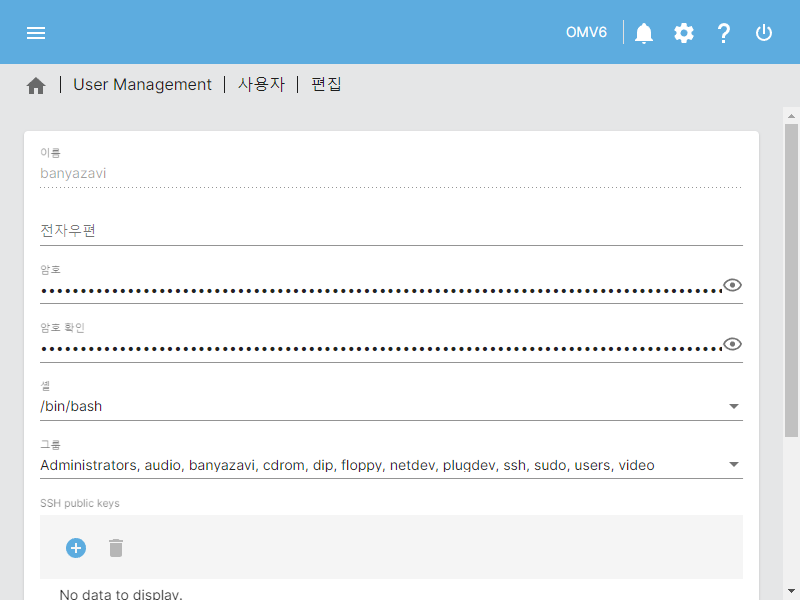 OMV6
User Management | 사용자 | 편집
이름
banyazavi
전자우편
암호
암호 확인
셸
/bin/bash
그룹
Administrators, audio, banyazavi, cdrom, dip, floppy, netdev, plugdev, ssh, sudo, users, video
SSH public keys
No data to display.